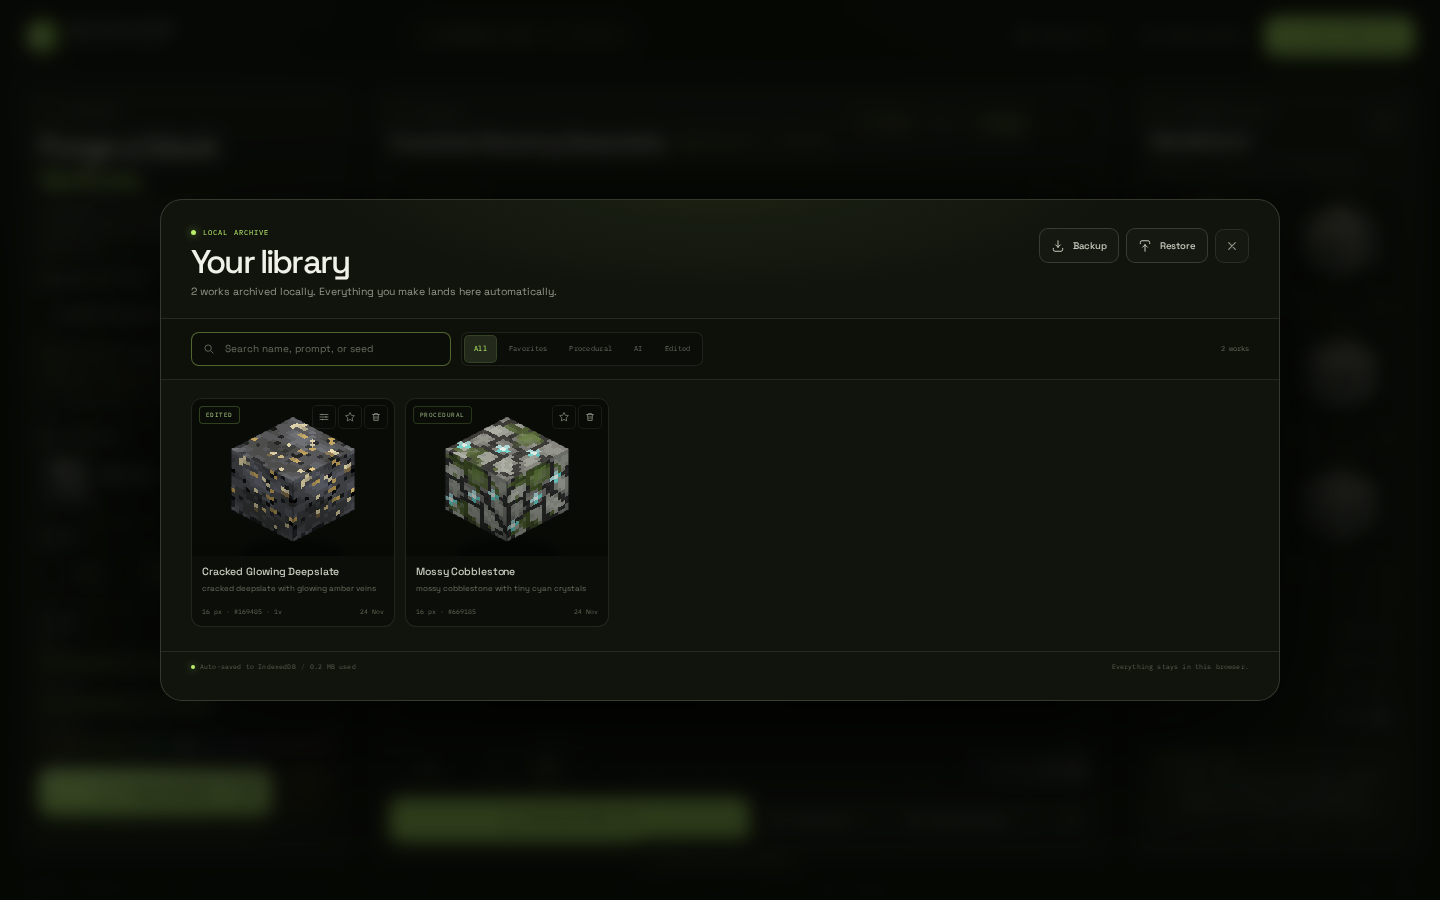 LOCAL ARCHIVE
Your library
2 works archived locally. Everything you make lands here automatically.
Backup
Restore
Search name, prompt, or seed
All
Favorites
Procedural
AI
Edited
2 works
EDITED
Cracked Glowing Deepslate
cracked deepslate with glowing amber veins
16 px · #169485 · 1v
24 Nov
PROCEDURAL
Mossy Cobblestone
mossy cobblestone with tiny cyan crystals
16 px · #669185
24 Nov
Auto-saved to IndexedDB / 0.2 MB used
Everything stays in this browser.